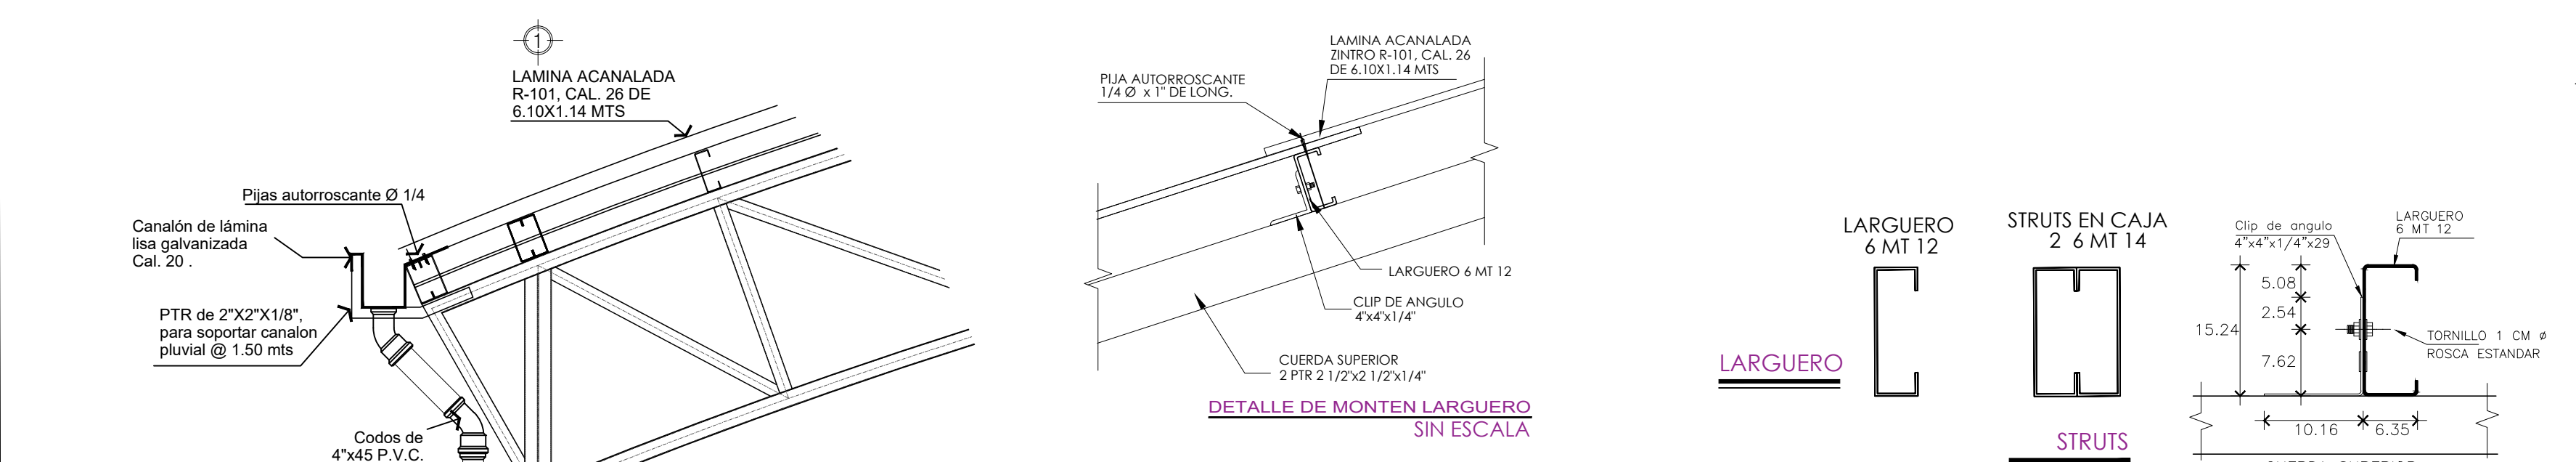 1
LAMINA ACANALADA
R-101, CAL. 26 DE
6.10X1.14 MTS
Pijas autorroscante Ø 1/4
Canalón de lámina
lisa galvanizada
Cal. 20 .
PTR de 2"X2"X1/8",
para soportar canalon
pluvial @ 1.50 mts
Codos de
4"x45 P.V.C.
LAMINA ACANALADA
ZINTRO R-101, CAL. 26
DE 6.10X1.14 MTS
PIJA AUTORROSCANTE
1/4 Ø x 1" DE LONG.
LARGUERO 6 MT 12
CLIP DE ANGULO
4"x4"x1/4"
CUERDA SUPERIOR
2 PTR 2 1/2"x2 1/2"x1/4"
DETALLE DE MONTEN LARGUERO
SIN ESCALA
LARGUERO
6 MT 12
LARGUERO
STRUTS EN CAJA
2 6 MT 14
STRUTS
Clip de angulo
4"x4"x1/4"x29
LARGUERO
6 MT 12
5.08
2.54
15.24
7.62
TORNILLO 1 CM ø
ROSCA ESTANDAR
10.16
6.35